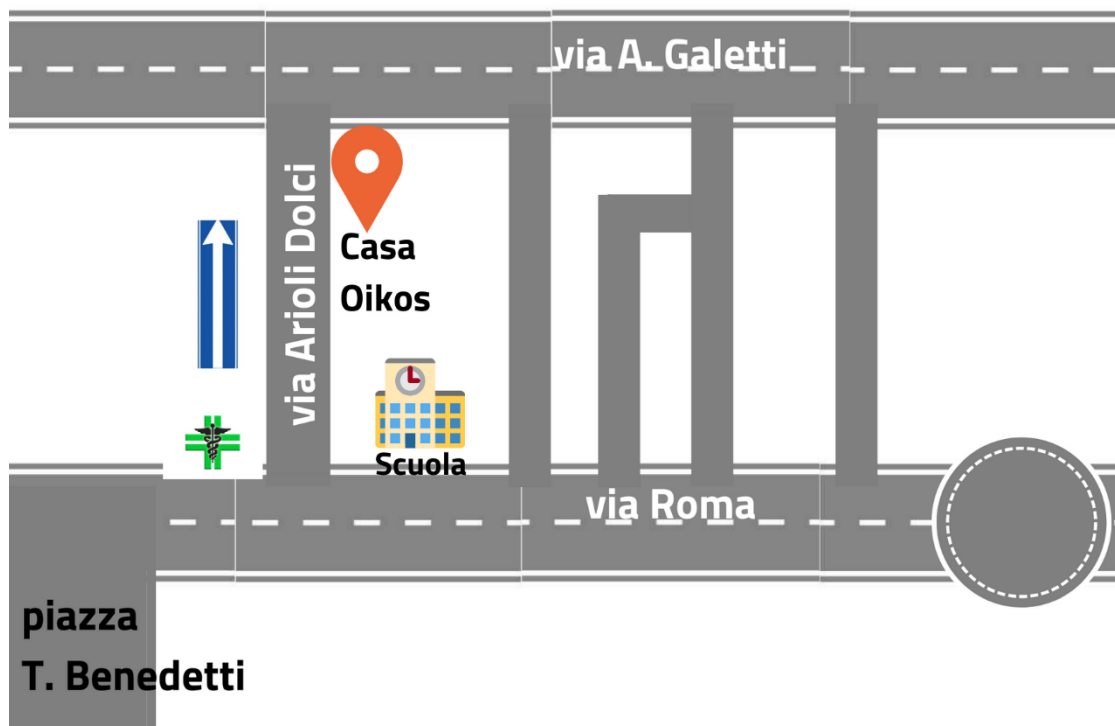 via A. Galetti
via Arioli Dolci
Casa
Oikos
Scuola
via Roma
piazza
T. Benedetti